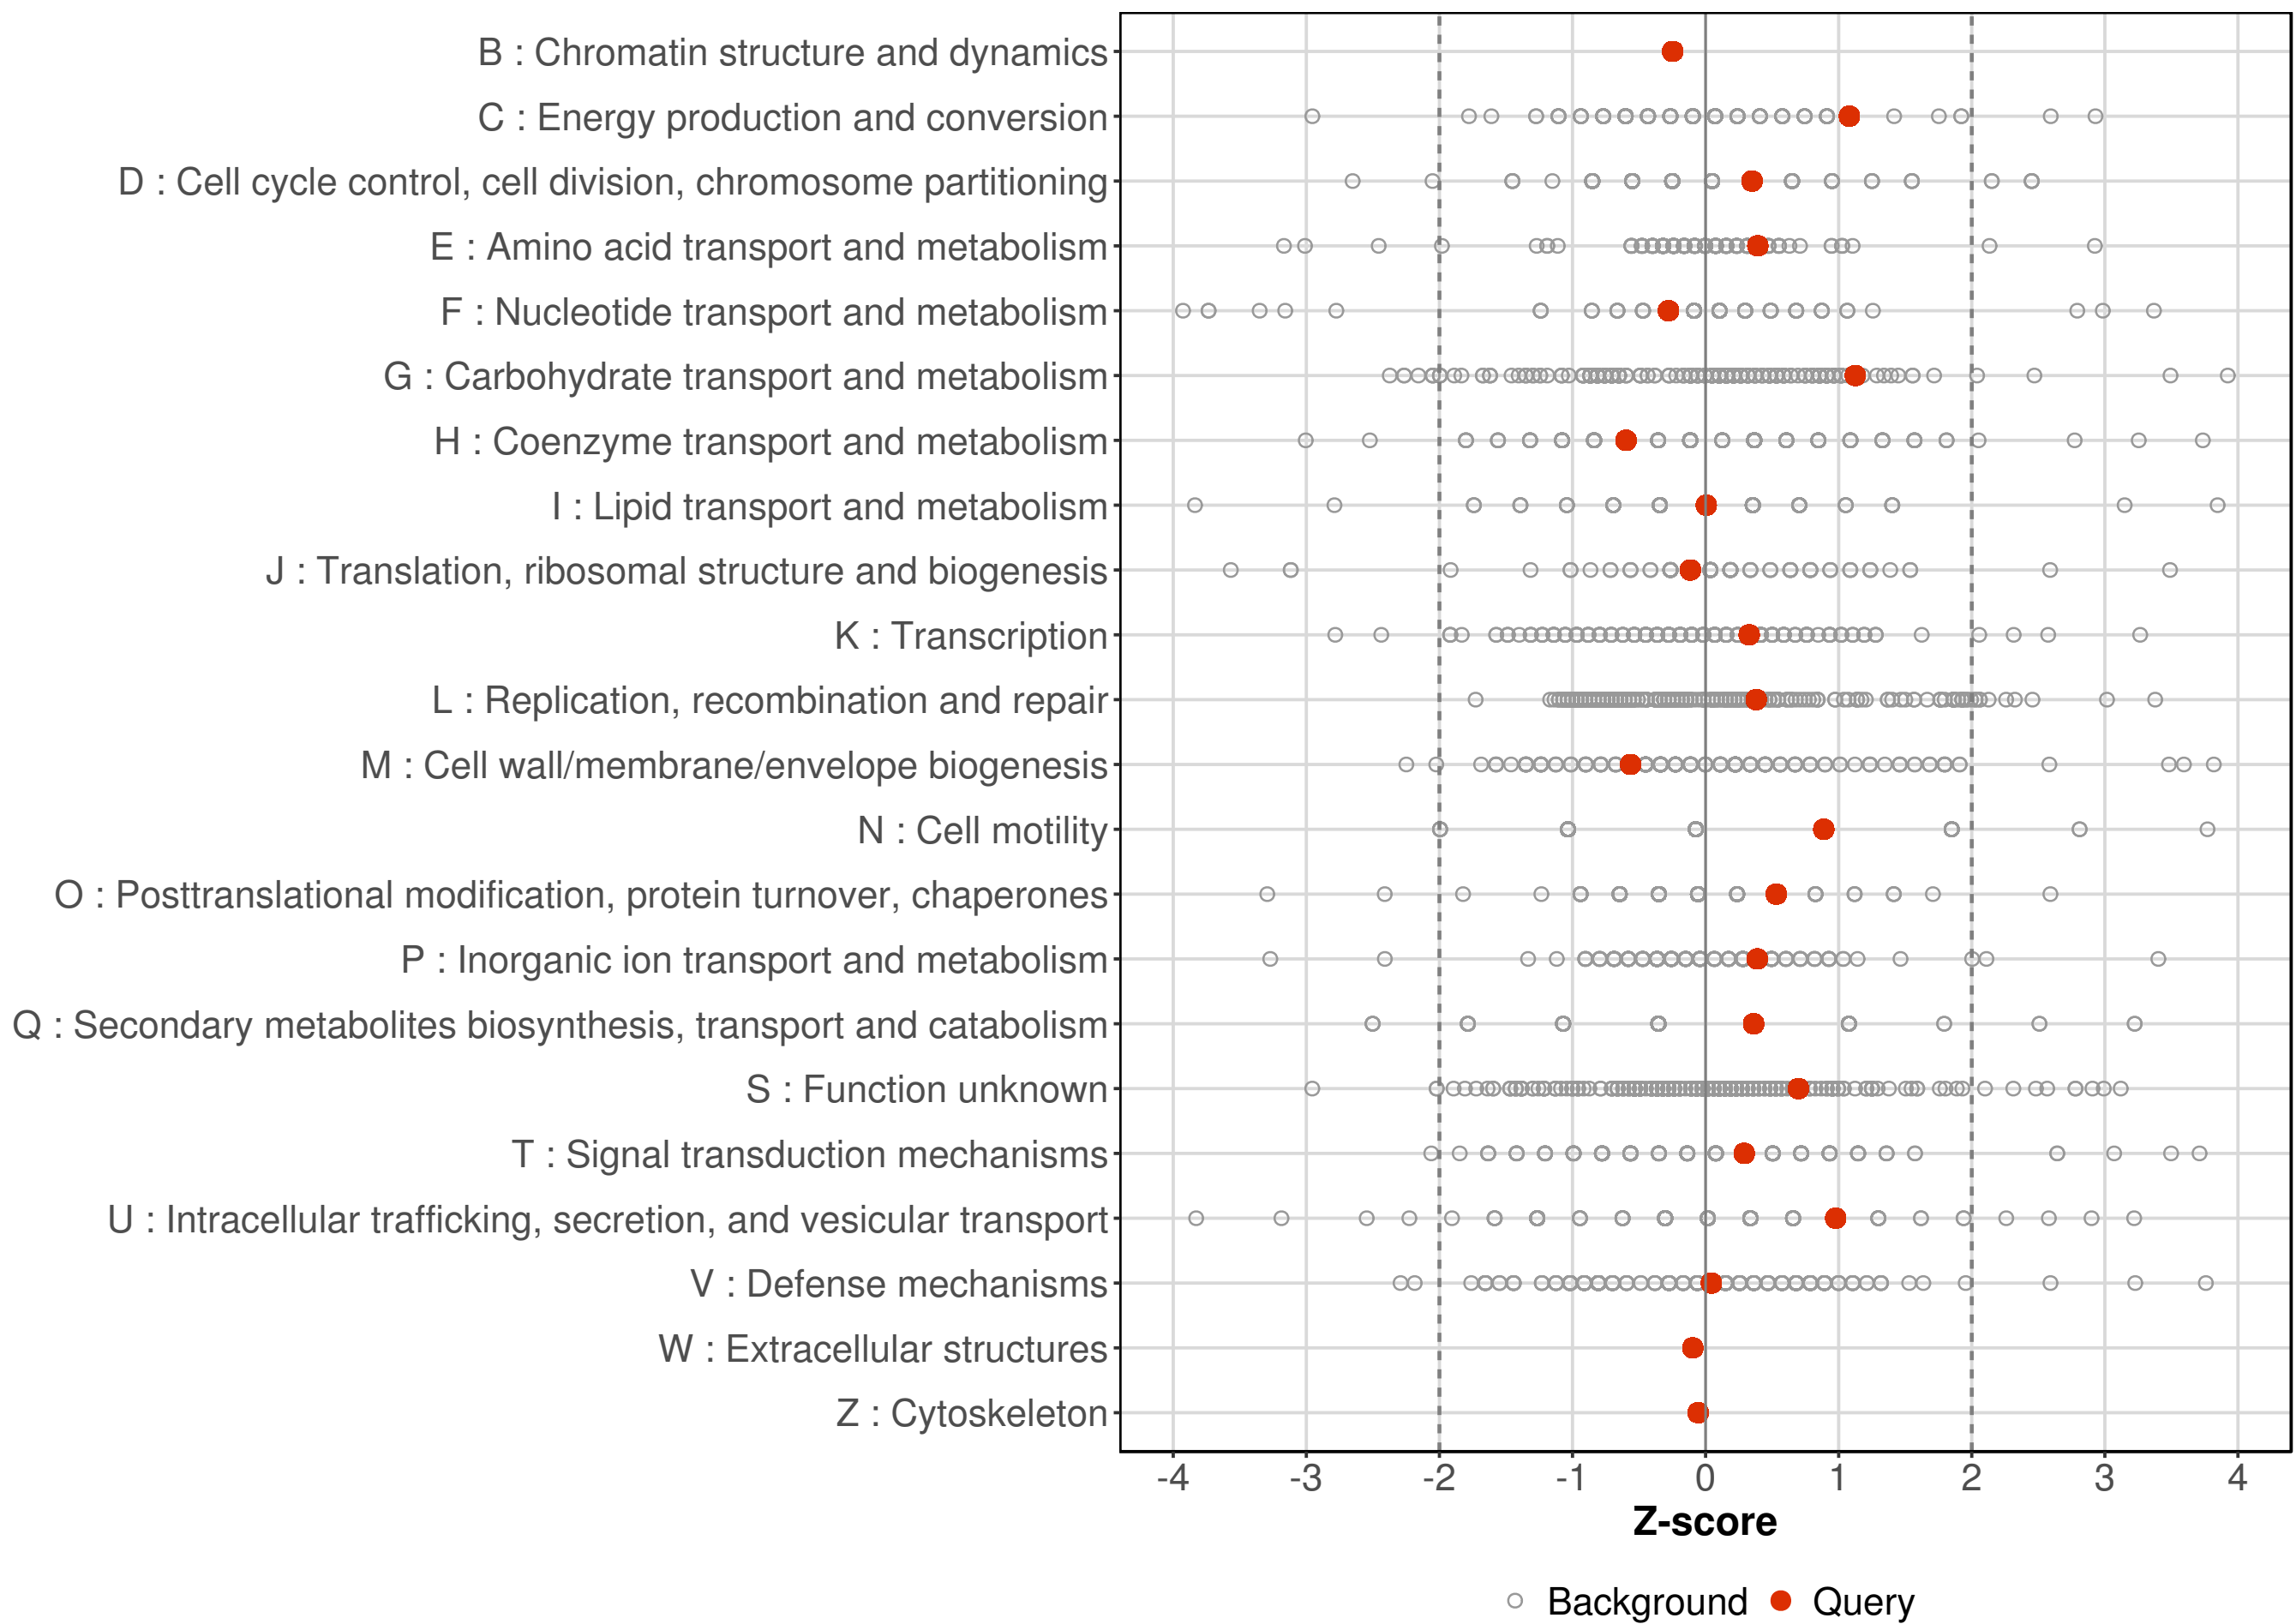 B : Chromatin structure and dynamics
C : Energy production and conversion
D : Cell cycle control, cell division, chromosome partitioning
E : Amino acid transport and metabolism
F : Nucleotide transport and metabolism
G : Carbohydrate transport and metabolism
H : Coenzyme transport and metabolism
I : Lipid transport and metabolism
J : Translation, ribosomal structure and biogenesis
K : Transcription
L : Replication, recombination and repair
M : Cell wall/membrane/envelope biogenesis
N : Cell motility
O : Posttranslational modification, protein turnover, chaperones
P : Inorganic ion transport and metabolism
Q : Secondary metabolites biosynthesis, transport and catabolism
S : Function unknown
T : Signal transduction mechanisms
U : Intracellular trafficking, secretion, and vesicular transport
V : Defense mechanisms
W : Extracellular structures
Z : Cytoskeleton
-4 -3 -2 -1 0 1 2 3 4
Z-score
Background Query